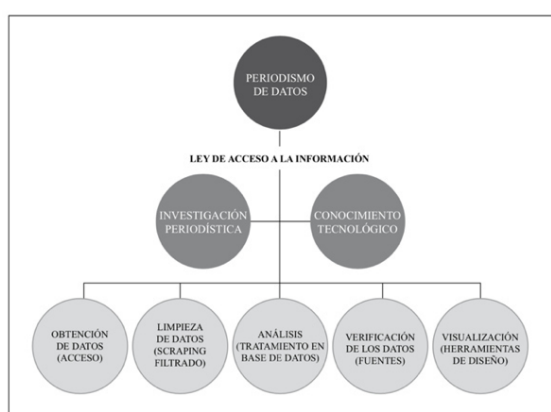 PERIODISMO
DE DATOS
LEY DE ACCESO A LA INFORMACIÓN
INVESTIGACIÓN
PERIODÍSTICA
CONOCIMIENTO
TECNOLÓGICO
OBTENCIÓN
DE DATOS
(ACCESO)
LIMPIEZA
DE DATOS
(SCRAPING
FILTRADO)
ANÁLISIS
(TRATAMIENTO EN
BASE DE DATOS)
VERIFICACIÓN
DE LOS DATOS
(FUENTES)
VISUALIZACIÓN
(HERRAMIENTAS
DE DISEÑO)